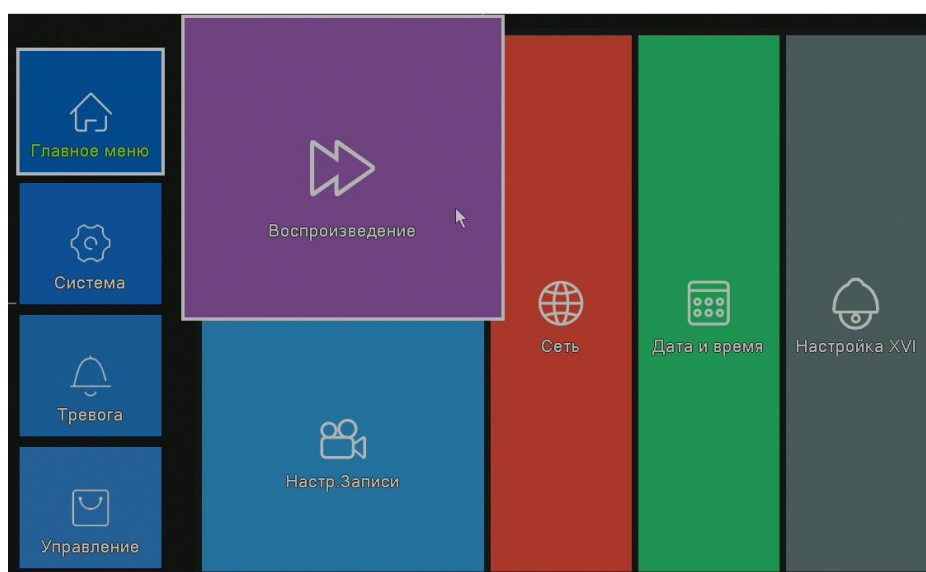 Главное меню
Система
Тревога
Управление
Воспроизведение
Настр.Записи
Сеть
Дата и время
Настройка XVI